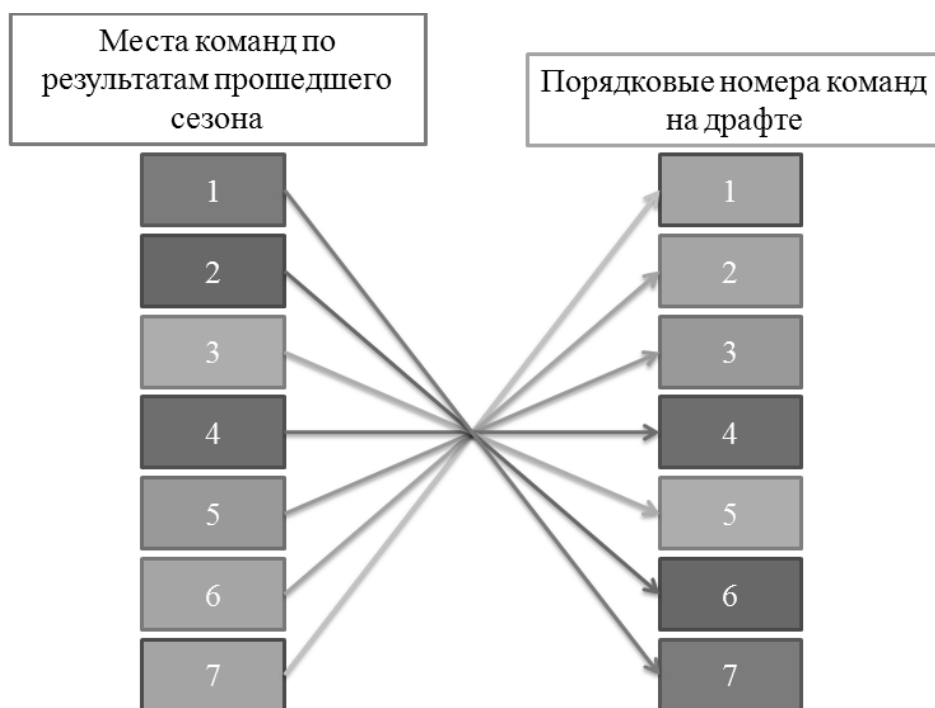 Места команд по
результатам прошедшего
сезона
Порядковые номера команд
на драфте
1
2
3
4
5
6
7
1
2
3
4
5
6
7